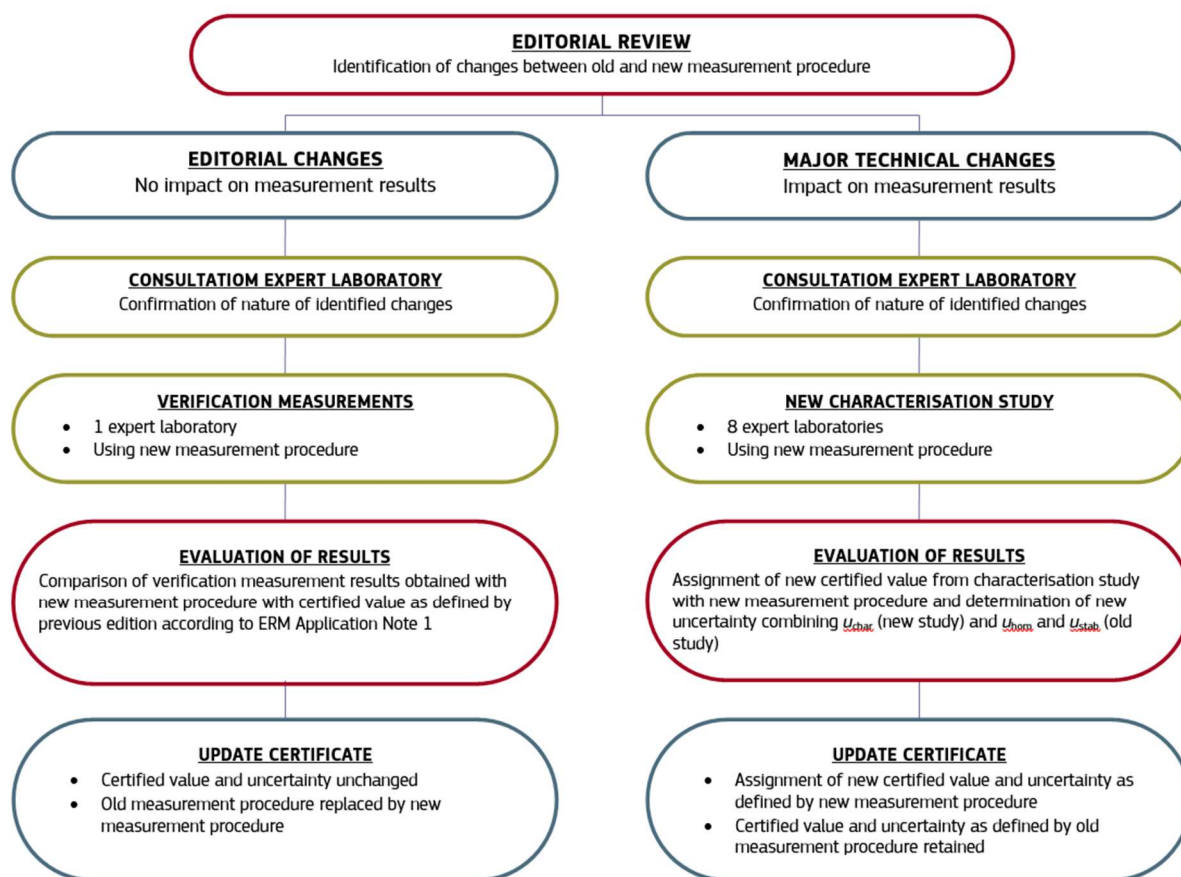 EDITORIAL REVIEW
Identification of changes between old and new measurement procedure
EDITORIAL CHANGES
No impact on measurement results
CONSULTATIOM EXPERT LABORATORY
Confirmation of nature of identified changes
VERIFICATION MEASUREMENTS
• 1 expert laboratory
• Using new measurement procedure
EVALUATION OF RESULTS
Comparison of verification measurement results obtained with
new measurement procedure with certified value as defined by
previous edition according to ERM Application Note 1
UPDATE CERTIFICATE
• Certified value and uncertainty unchanged
• Old measurement procedure replaced by new
measurement procedure
MAJOR TECHNICAL CHANGES
Impact on measurement results
CONSULTATIOM EXPERT LABORATORY
Confirmation of nature of identified changes
NEW CHARACTERISATION STUDY
• 8 expert laboratories
• Using new measurement procedure
EVALUATION OF RESULTS
Assignment of new certified value from characterisation study
with new measurement procedure and determination of new
uncertainty combining uchar (new study) and uhom and ustab (old
study)
UPDATE CERTIFICATE
• Assignment of new certified value and uncertainty as
defined by new measurement procedure
• Certified value and uncertainty as defined by old
measurement procedure retained